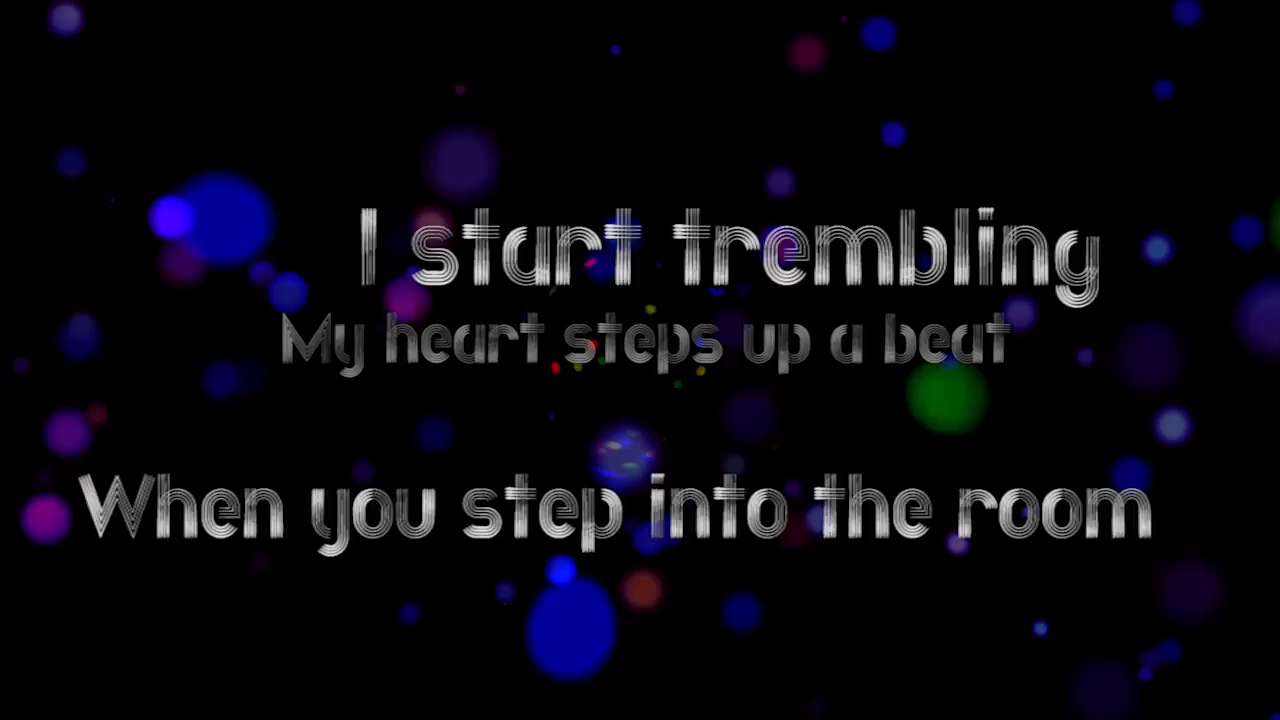 I start trembling
My heart steps up a beat
When you step into the room